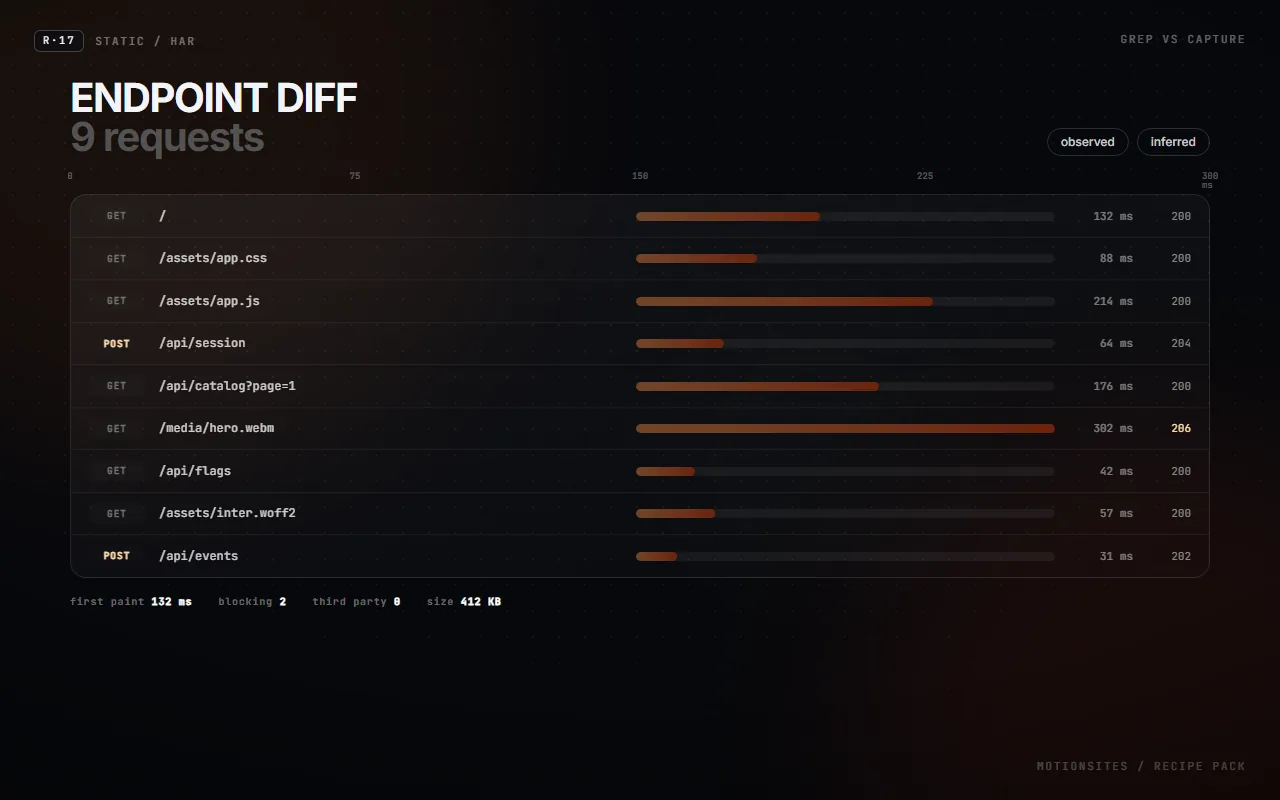 R·17 STATIC / HAR
GREP VS CAPTURE
ENDPOINT DIFF
9 requests
observed inferred
0 75 150 225 300 ms
GET / 132 ms 200
GET /assets/app.css 88 ms 200
GET /assets/app.js 214 ms 200
POST /api/session 64 ms 204
GET /api/catalog?page=1 176 ms 200
GET /media/hero.webm 302 ms 206
GET /api/flags 42 ms 200
GET /assets/inter.woff2 57 ms 200
POST /api/events 31 ms 202
first paint 132 ms blocking 2 third party 0 size 412 KB
MOTIONSITES / RECIPE PACK